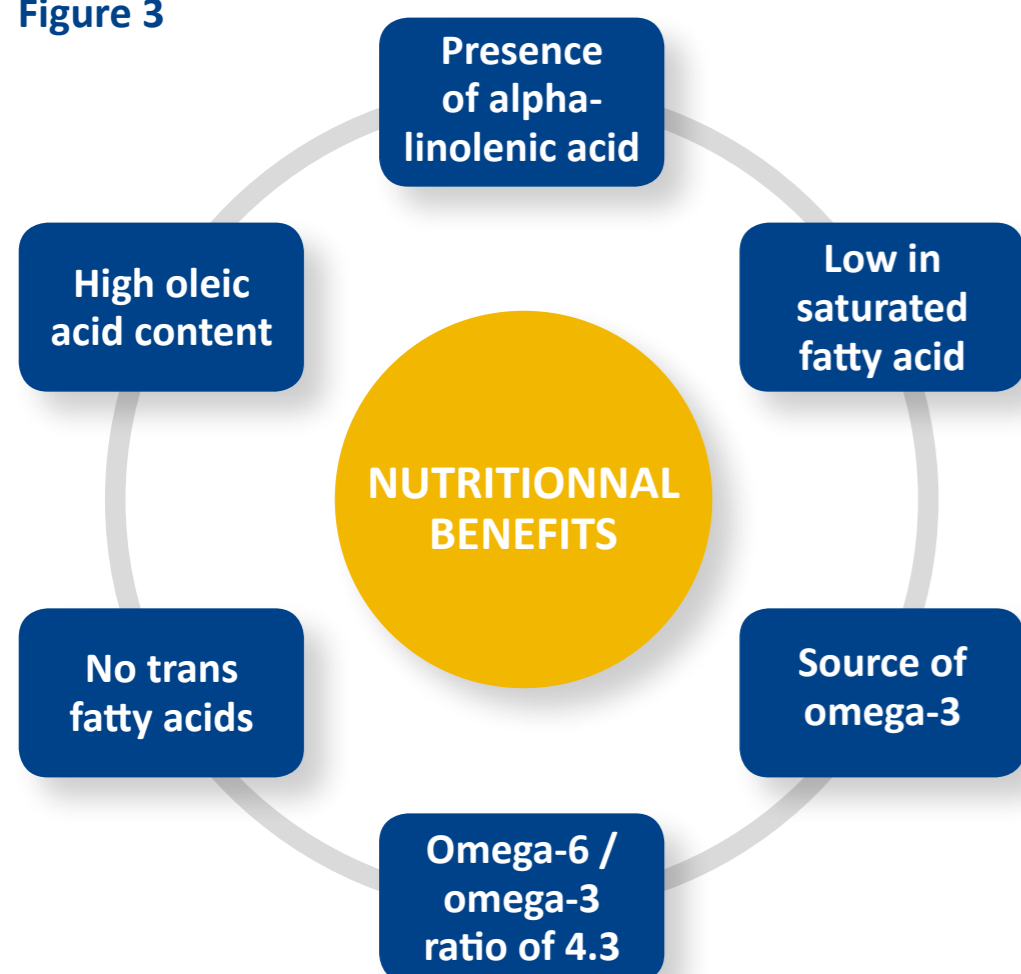 Figure 3
Presence
of alpha-
linolenic acid
Low in
saturated
fatty acid
Source of
omega-3
Omega-6 /
omega-3
ratio of 4.3
No trans
fatty acids
High oleic
acid content
NUTRITIONNAL
BENEFITS